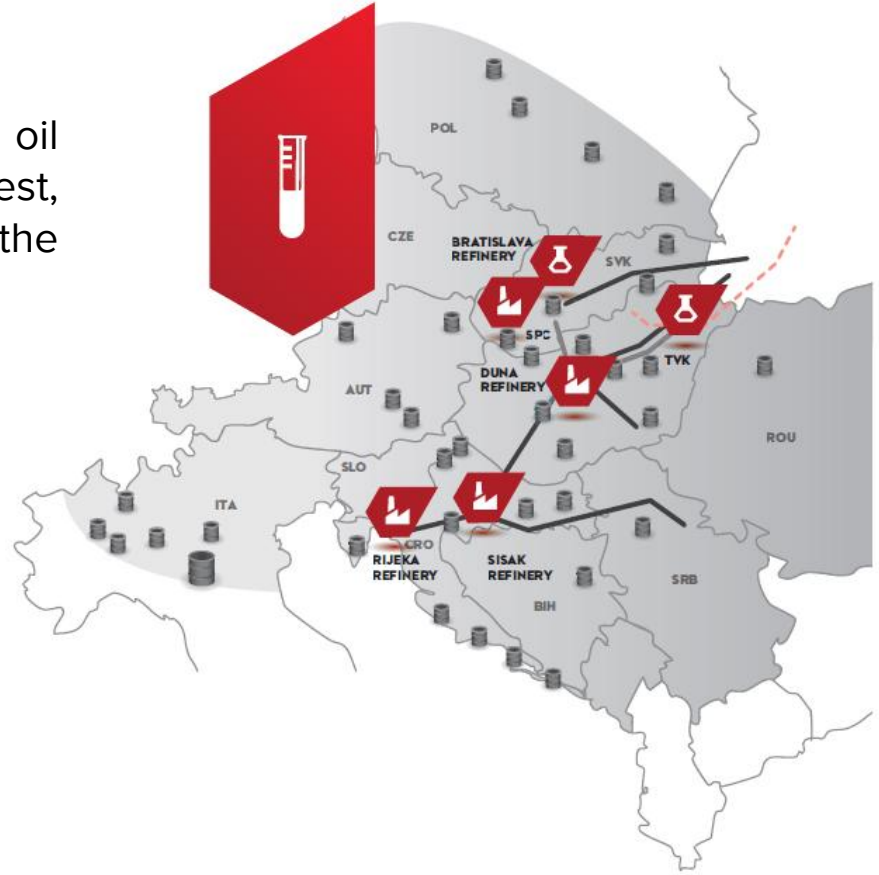 oil
est,
the
POL
CZE
BRATISLAVA
REFINERY
SVK
SPC
TVK
DUNA
REFINERY
AUT
ROU
SLO
ITA
CRO
RIJEKA
REFINERY
SISAK
REFINERY
SRB
BIH